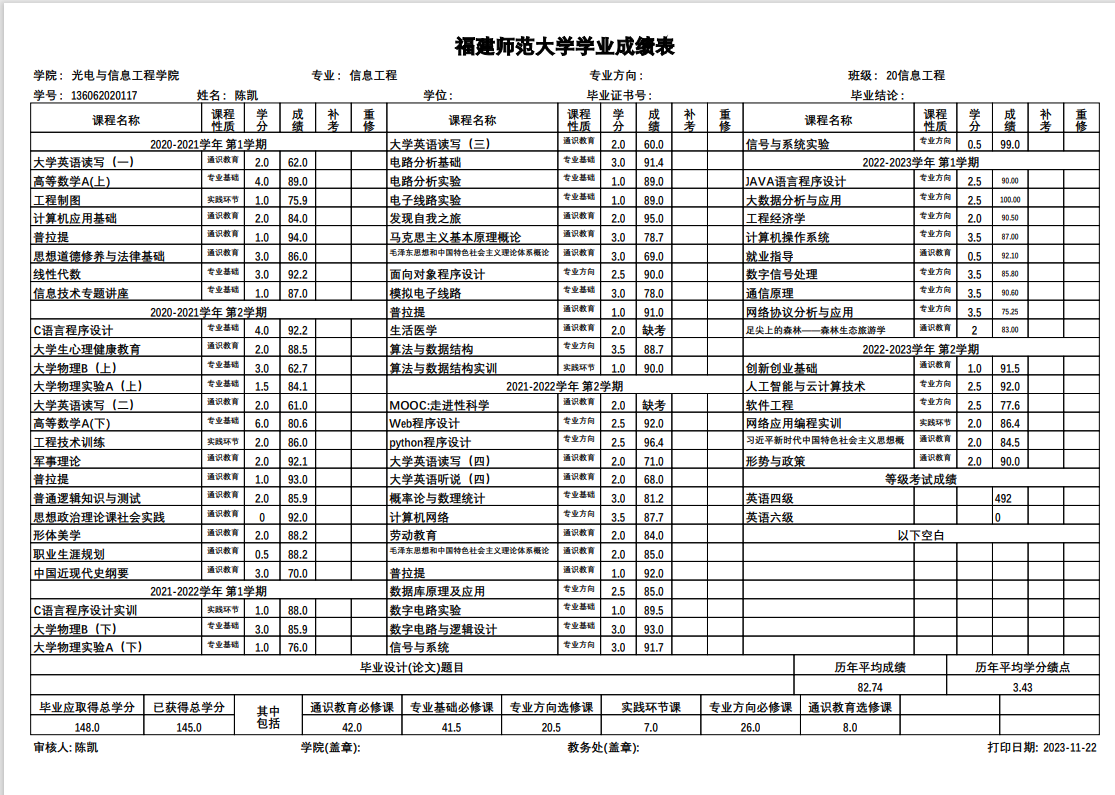 福建师范大学学业成绩表
学院： 光电与信息工程学院 专业： 信息工程 专业方向： 班级： 20信息工程
学号： 136062020117 姓名： 陈凯 学位： 毕业证书号： 毕业结论：
课程名称 课程性质 学分 成绩 补考 重修
2020-2021学年 第1学期
大学英语读写（一） 通识教育 2.0 62.0
高等数学A(上) 专业基础 4.0 89.0
工程制图 实践环节 1.0 75.9
计算机应用基础 通识教育 2.0 84.0
普拉提 通识教育 1.0 94.0
思想道德修养与法律基础 通识教育 3.0 86.0
线性代数 专业基础 3.0 92.2
信息技术专题讲座 专业基础 1.0 87.0
2020-2021学年 第2学期
C语言程序设计 专业基础 4.0 92.2
大学生心理健康教育 通识教育 2.0 88.5
大学物理B（上） 专业基础 3.0 62.7
大学物理实验A（上） 专业基础 1.5 84.1
大学英语读写（二） 通识教育 2.0 61.0
高等数学A(下) 专业基础 6.0 80.6
工程技术训练 实践环节 2.0 86.0
军事理论 通识教育 2.0 92.1
普拉提 通识教育 1.0 93.0
普通逻辑知识与测试 通识教育 2.0 85.9
思想政治理论课社会实践 通识教育 0 92.0
形体美学 通识教育 2.0 88.2
职业生涯规划 通识教育 0.5 88.2
中国近现代史纲要 通识教育 3.0 70.0
2021-2022学年 第1学期
C语言程序设计实训 实践环节 1.0 88.0
大学物理B（下） 专业基础 3.0 85.9
大学物理实验A（下） 专业基础 1.0 76.0
课程名称 课程性质 学分 成绩 补考 重修
大学英语读写（三） 通识教育 2.0 60.0
电路分析基础 专业基础 3.0 91.4
电路分析实验 专业基础 1.0 89.0
电子线路实验 专业基础 1.0 89.0
发现自我之旅 通识教育 2.0 95.0
马克思主义基本原理概论 通识教育 3.0 78.7
毛泽东思想和中国特色社会主义理论体系概论 通识教育 3.0 69.0
面向对象程序设计 专业方向 2.5 90.0
模拟电子线路 专业基础 3.0 78.0
普拉提 通识教育 1.0 91.0
生活医学 通识教育 2.0 缺考
算法与数据结构 专业方向 3.5 88.7
算法与数据结构实训 实践环节 1.0 90.0
2021-2022学年 第2学期
MOOC:走进性科学 通识教育 2.0 缺考
Web程序设计 专业方向 2.5 92.0
python程序设计 专业方向 2.5 96.4
大学英语读写（四） 通识教育 2.0 71.0
大学英语听说（四） 通识教育 2.0 68.0
概率论与数理统计 专业基础 3.0 81.2
计算机网络 专业方向 3.5 87.7
劳动教育 通识教育 2.0 84.0
毛泽东思想和中国特色社会主义理论体系概论 通识教育 2.0 85.0
普拉提 通识教育 1.0 92.0
数据库原理及应用 专业方向 2.5 85.0
数字电路实验 专业基础 1.0 89.5
数字电路与逻辑设计 专业基础 3.0 93.0
信号与系统 专业方向 3.0 91.7
课程名称 课程性质 学分 成绩 补考 重修
信号与系统实验 专业方向 0.5 99.0
2022-2023学年 第1学期
JAVA语言程序设计 专业方向 2.5 90.00
大数据分析与应用 专业方向 2.5 100.00
工程经济学 专业方向 2.0 90.50
计算机操作系统 专业方向 3.5 87.00
就业指导 通识教育 0.5 92.10
数字信号处理 专业方向 3.5 85.80
通信原理 专业方向 3.5 90.60
网络协议分析与应用 专业方向 3.5 75.25
足尖上的森林——森林生态旅游学 通识教育 2 83.00
2022-2023学年 第2学期
创新创业基础 通识教育 1.0 91.5
人工智能与云计算技术 专业方向 2.5 92.0
软件工程 专业方向 2.5 77.6
网络应用编程实训 实践环节 2.0 86.4
习近平新时代中国特色社会主义思想概 通识教育 2.0 84.5
形势与政策 通识教育 2.0 90.0
等级考试成绩
英语四级 492
英语六级 0
以下空白
毕业设计(论文)题目 历年平均成绩 历年平均学分绩点
82.74 3.43
毕业应取得总学分 已获得总学分 其中包括 通识教育必修课 专业基础必修课 专业方向选修课 实践环节课 专业方向必修课 通识教育选修课
148.0 145.0 42.0 41.5 20.5 7.0 26.0 8.0
审核人: 陈凯 学院(盖章): 教务处(盖章): 打印日期: 2023-11-22